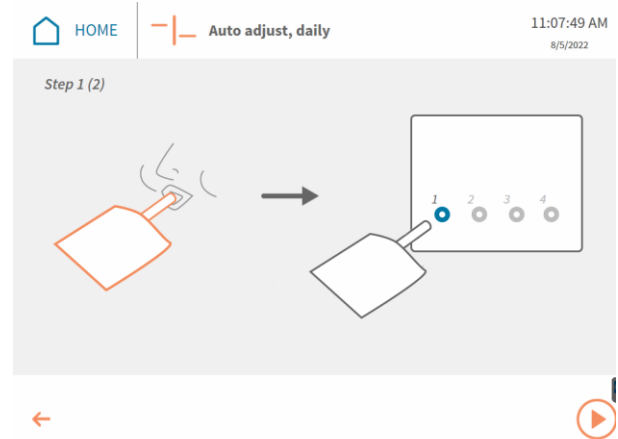 HOME
Auto adjust, daily
11:07:49 AM
8/5/2022
Step 1 (2)
1 2 3 4